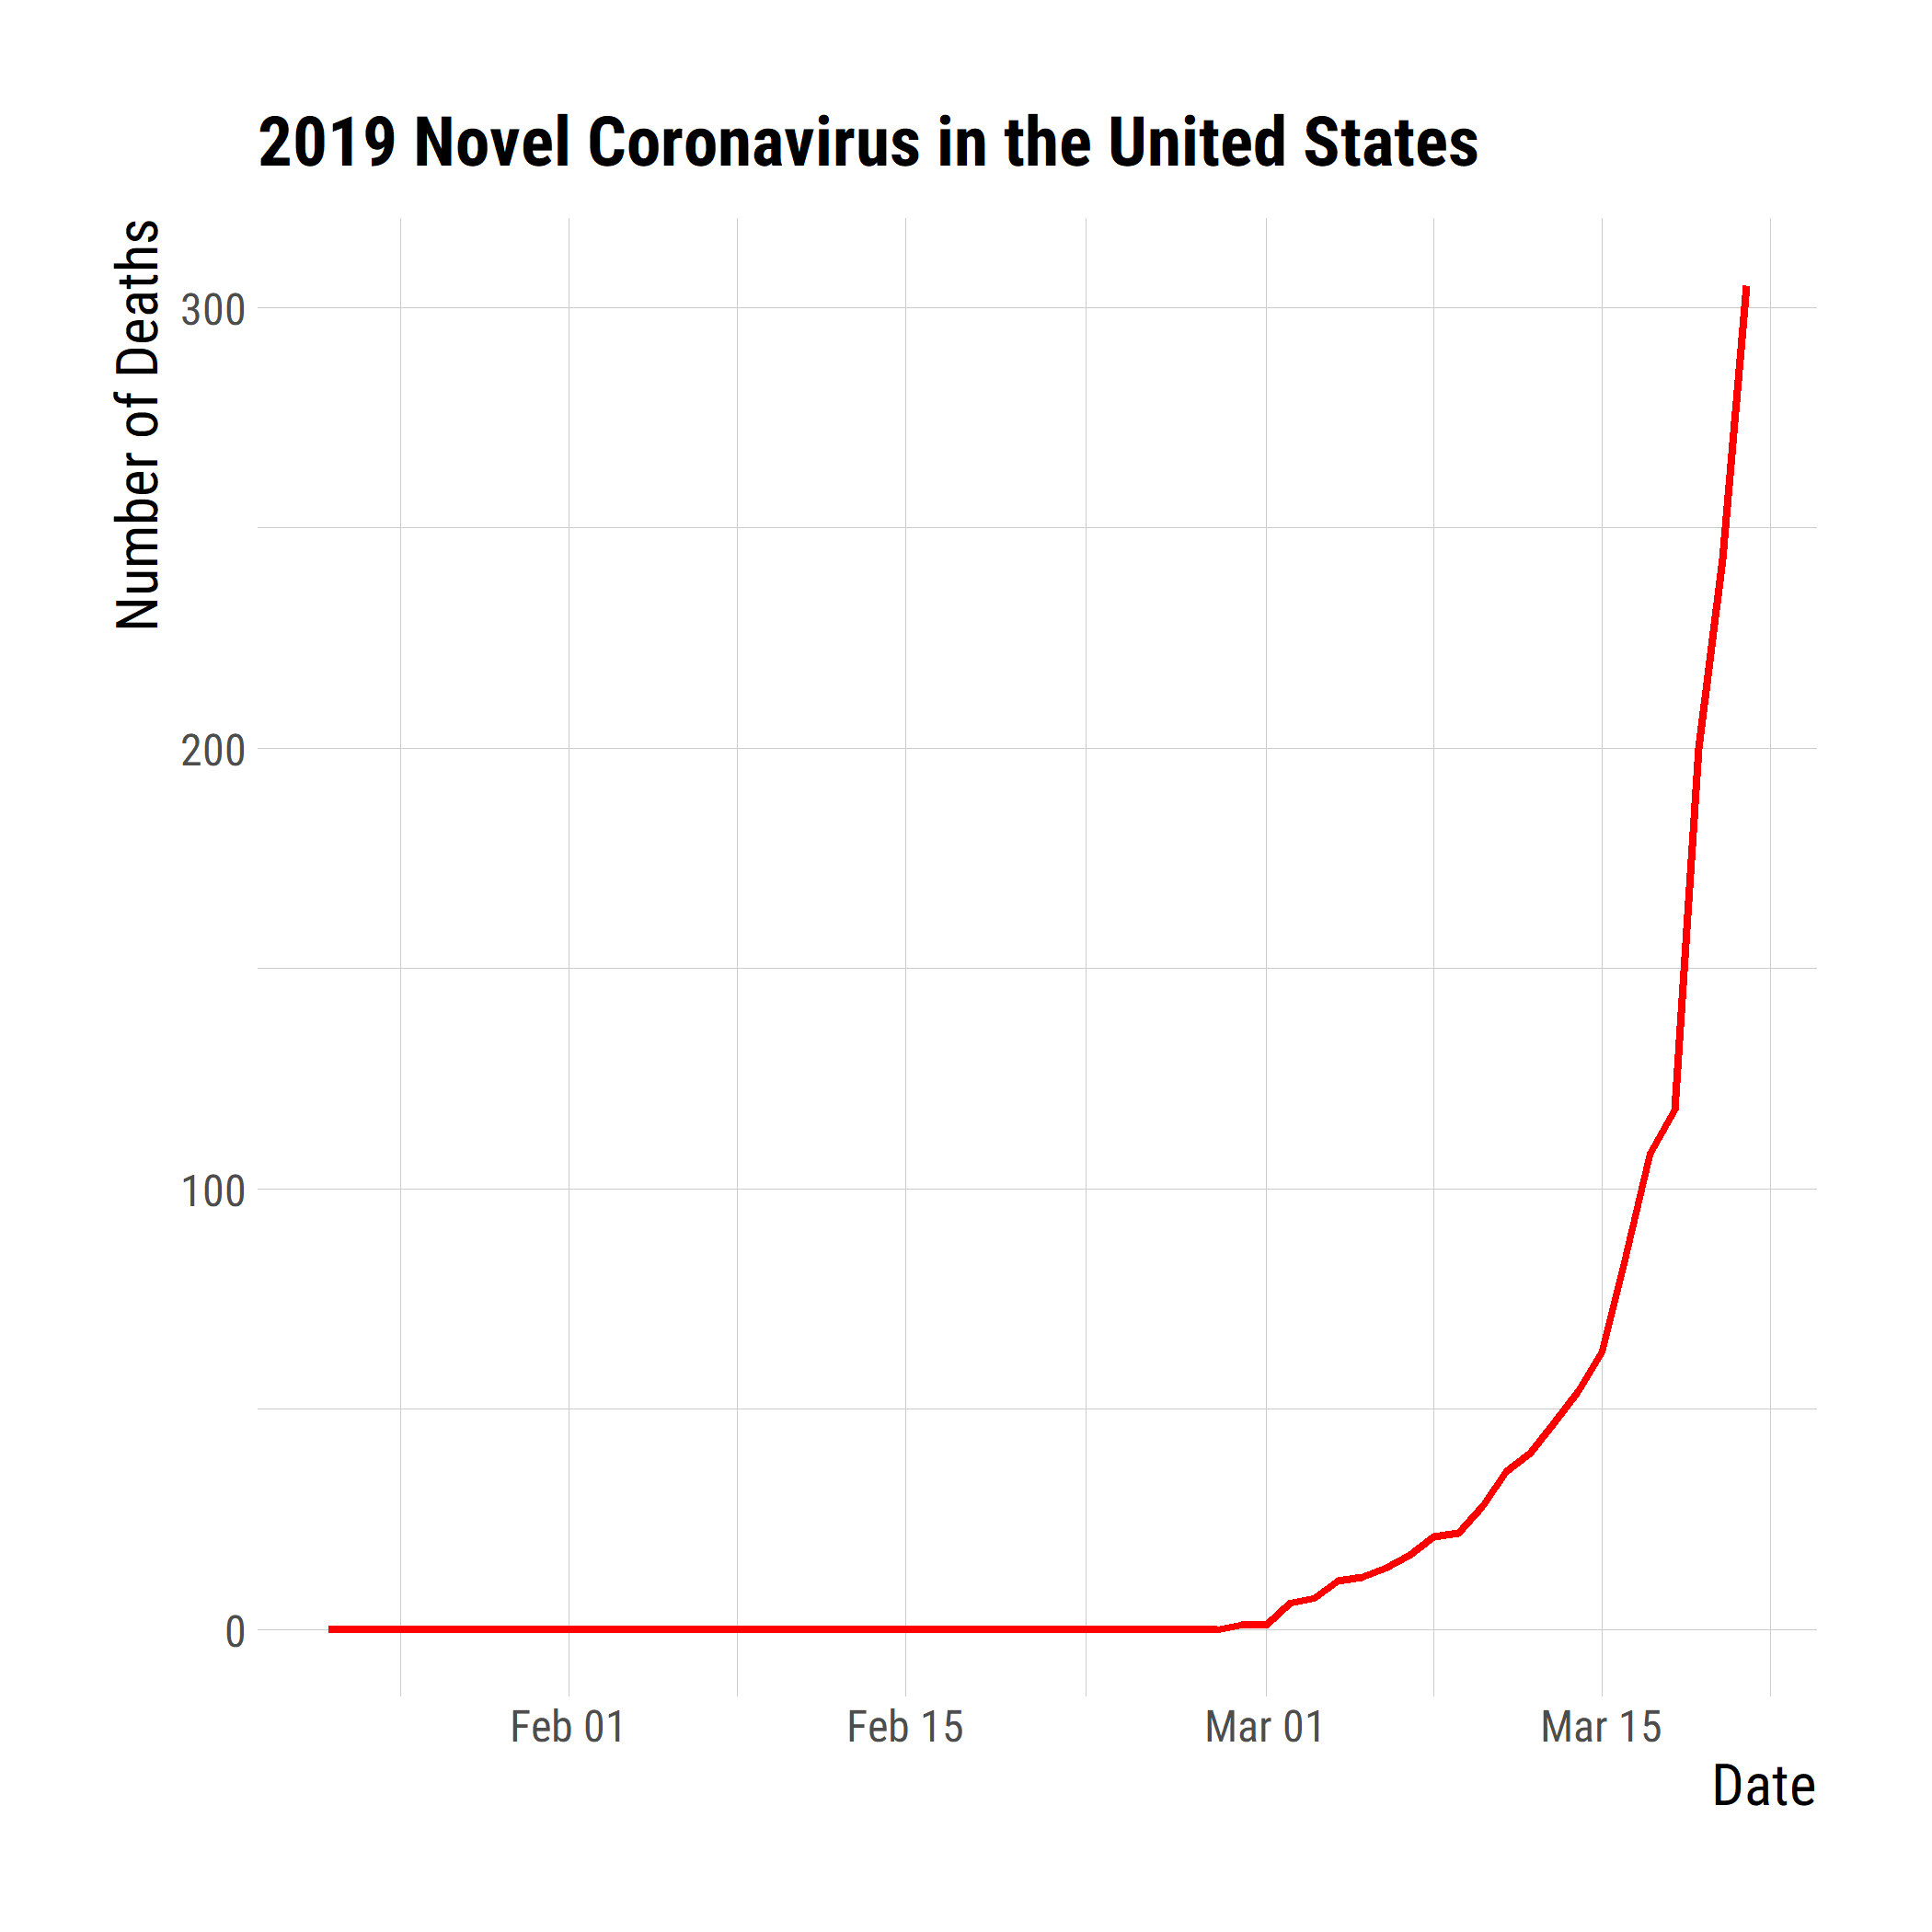 2019 Novel Coronavirus in the United States
Number of Deaths
300
200
100
0
Feb 01
Feb 15
Mar 01
Mar 15
Date